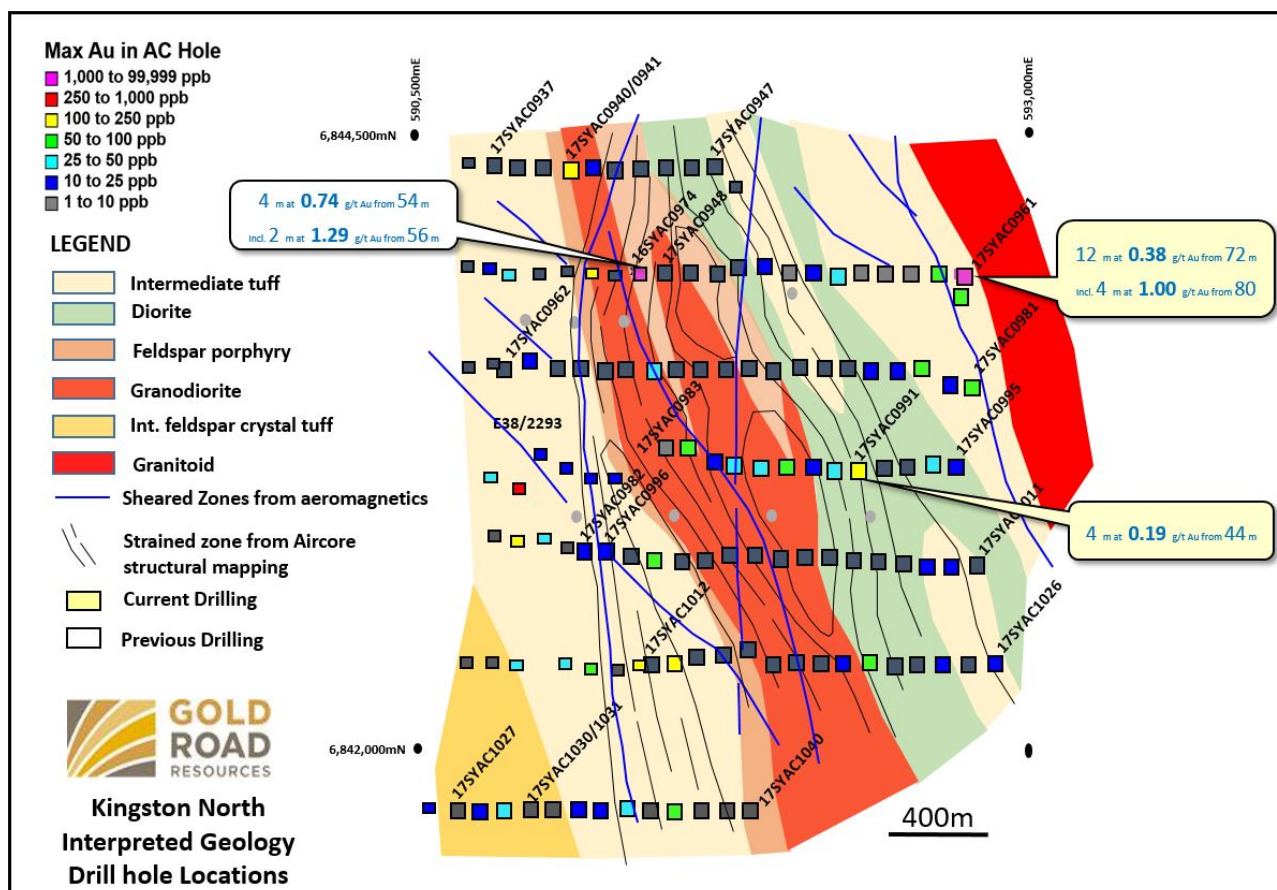 Max Au in AC Hole
1,000 to 99,999 ppb
250 to 1,000 ppb
100 to 250 ppb
50 to 100 ppb
25 to 50 ppb
10 to 25 ppb
1 to 10 ppb
LEGEND
Intermediate tuff
Diorite
Feldspar porphyry
Granodiorite
Int. feldspar crystal tuff
Granitoid
Sheared Zones from aeromagnetics
Strained zone from Aircore
structural mapping
Current Drilling
Previous Drilling
GOLD
ROAD
RESOURCES
Kingston North
Interpreted Geology
Drill hole Locations
590,500mE
593,000mE
6,844,500mN
6,842,000mN
17SYAC0937
17SYAC0940/0941
17SYAC0947
4 m at 0.74 g/t Au from 54 m
Incl. 2 m at 1.29 g/t Au from 56 m
16SYAC0974
17SYAC0948
17SYAC0961
12 m at 0.38 g/t Au from 72 m
Incl. 4 m at 1.00 g/t Au from 80
17SYAC0962
17SYAC0981
E38/2293
17SYAC0983
17SYAC0991
17SYAC0995
4 m at 0.19 g/t Au from 44 m
17SYAC0982
17SYAC0996
17SYAC1011
17SYAC1012
17SYAC1026
17SYAC1027
17SYAC1030/1031
17SYAC1040
400m